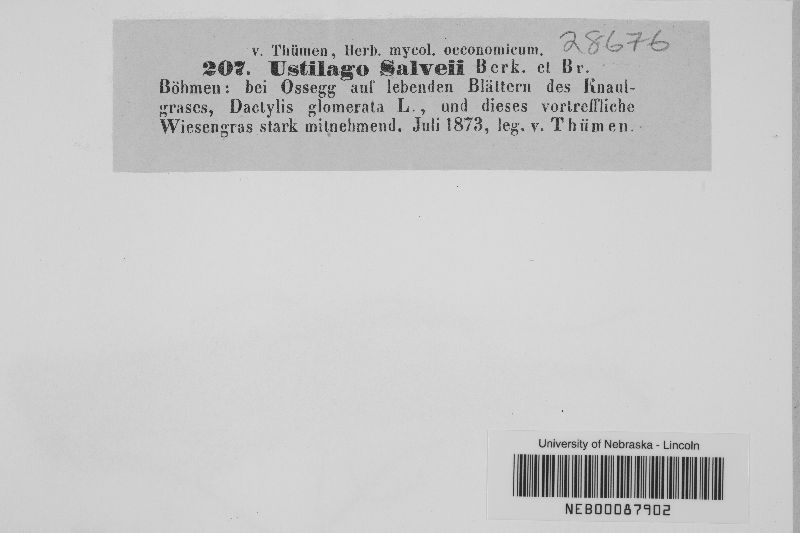 v. Thümen, Herb. mycol. oeconomicum. 28676
207. Ustilago Salveii Berk. et Br.
Böhmen: bei Ossegg auf lebenden Blättern des Knaul-
grases, Dactylis glomerata L., und dieses vortreffliche
Wiesengras stark mitnehmend. Juli 1873, leg. v. Thümen.
University of Nebraska - Lincoln
NEB00087902